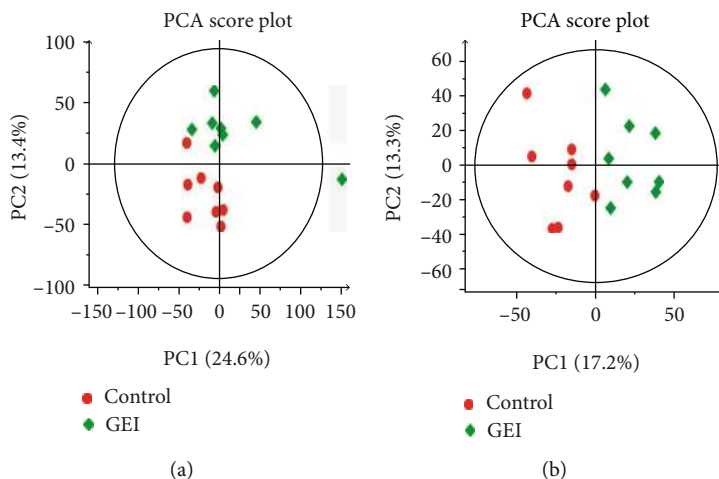 PCA score plot
100
50
0
−50
−100
PC2 (13.4%)
−150 −100 −50 0 50 100 150
PC1 (24.6%)
Control
GEI
(a)
PCA score plot
60
40
20
0
−20
−40
−60
PC2 (13.3%)
−50 0 50
PC1 (17.2%)
Control
GEI
(b)